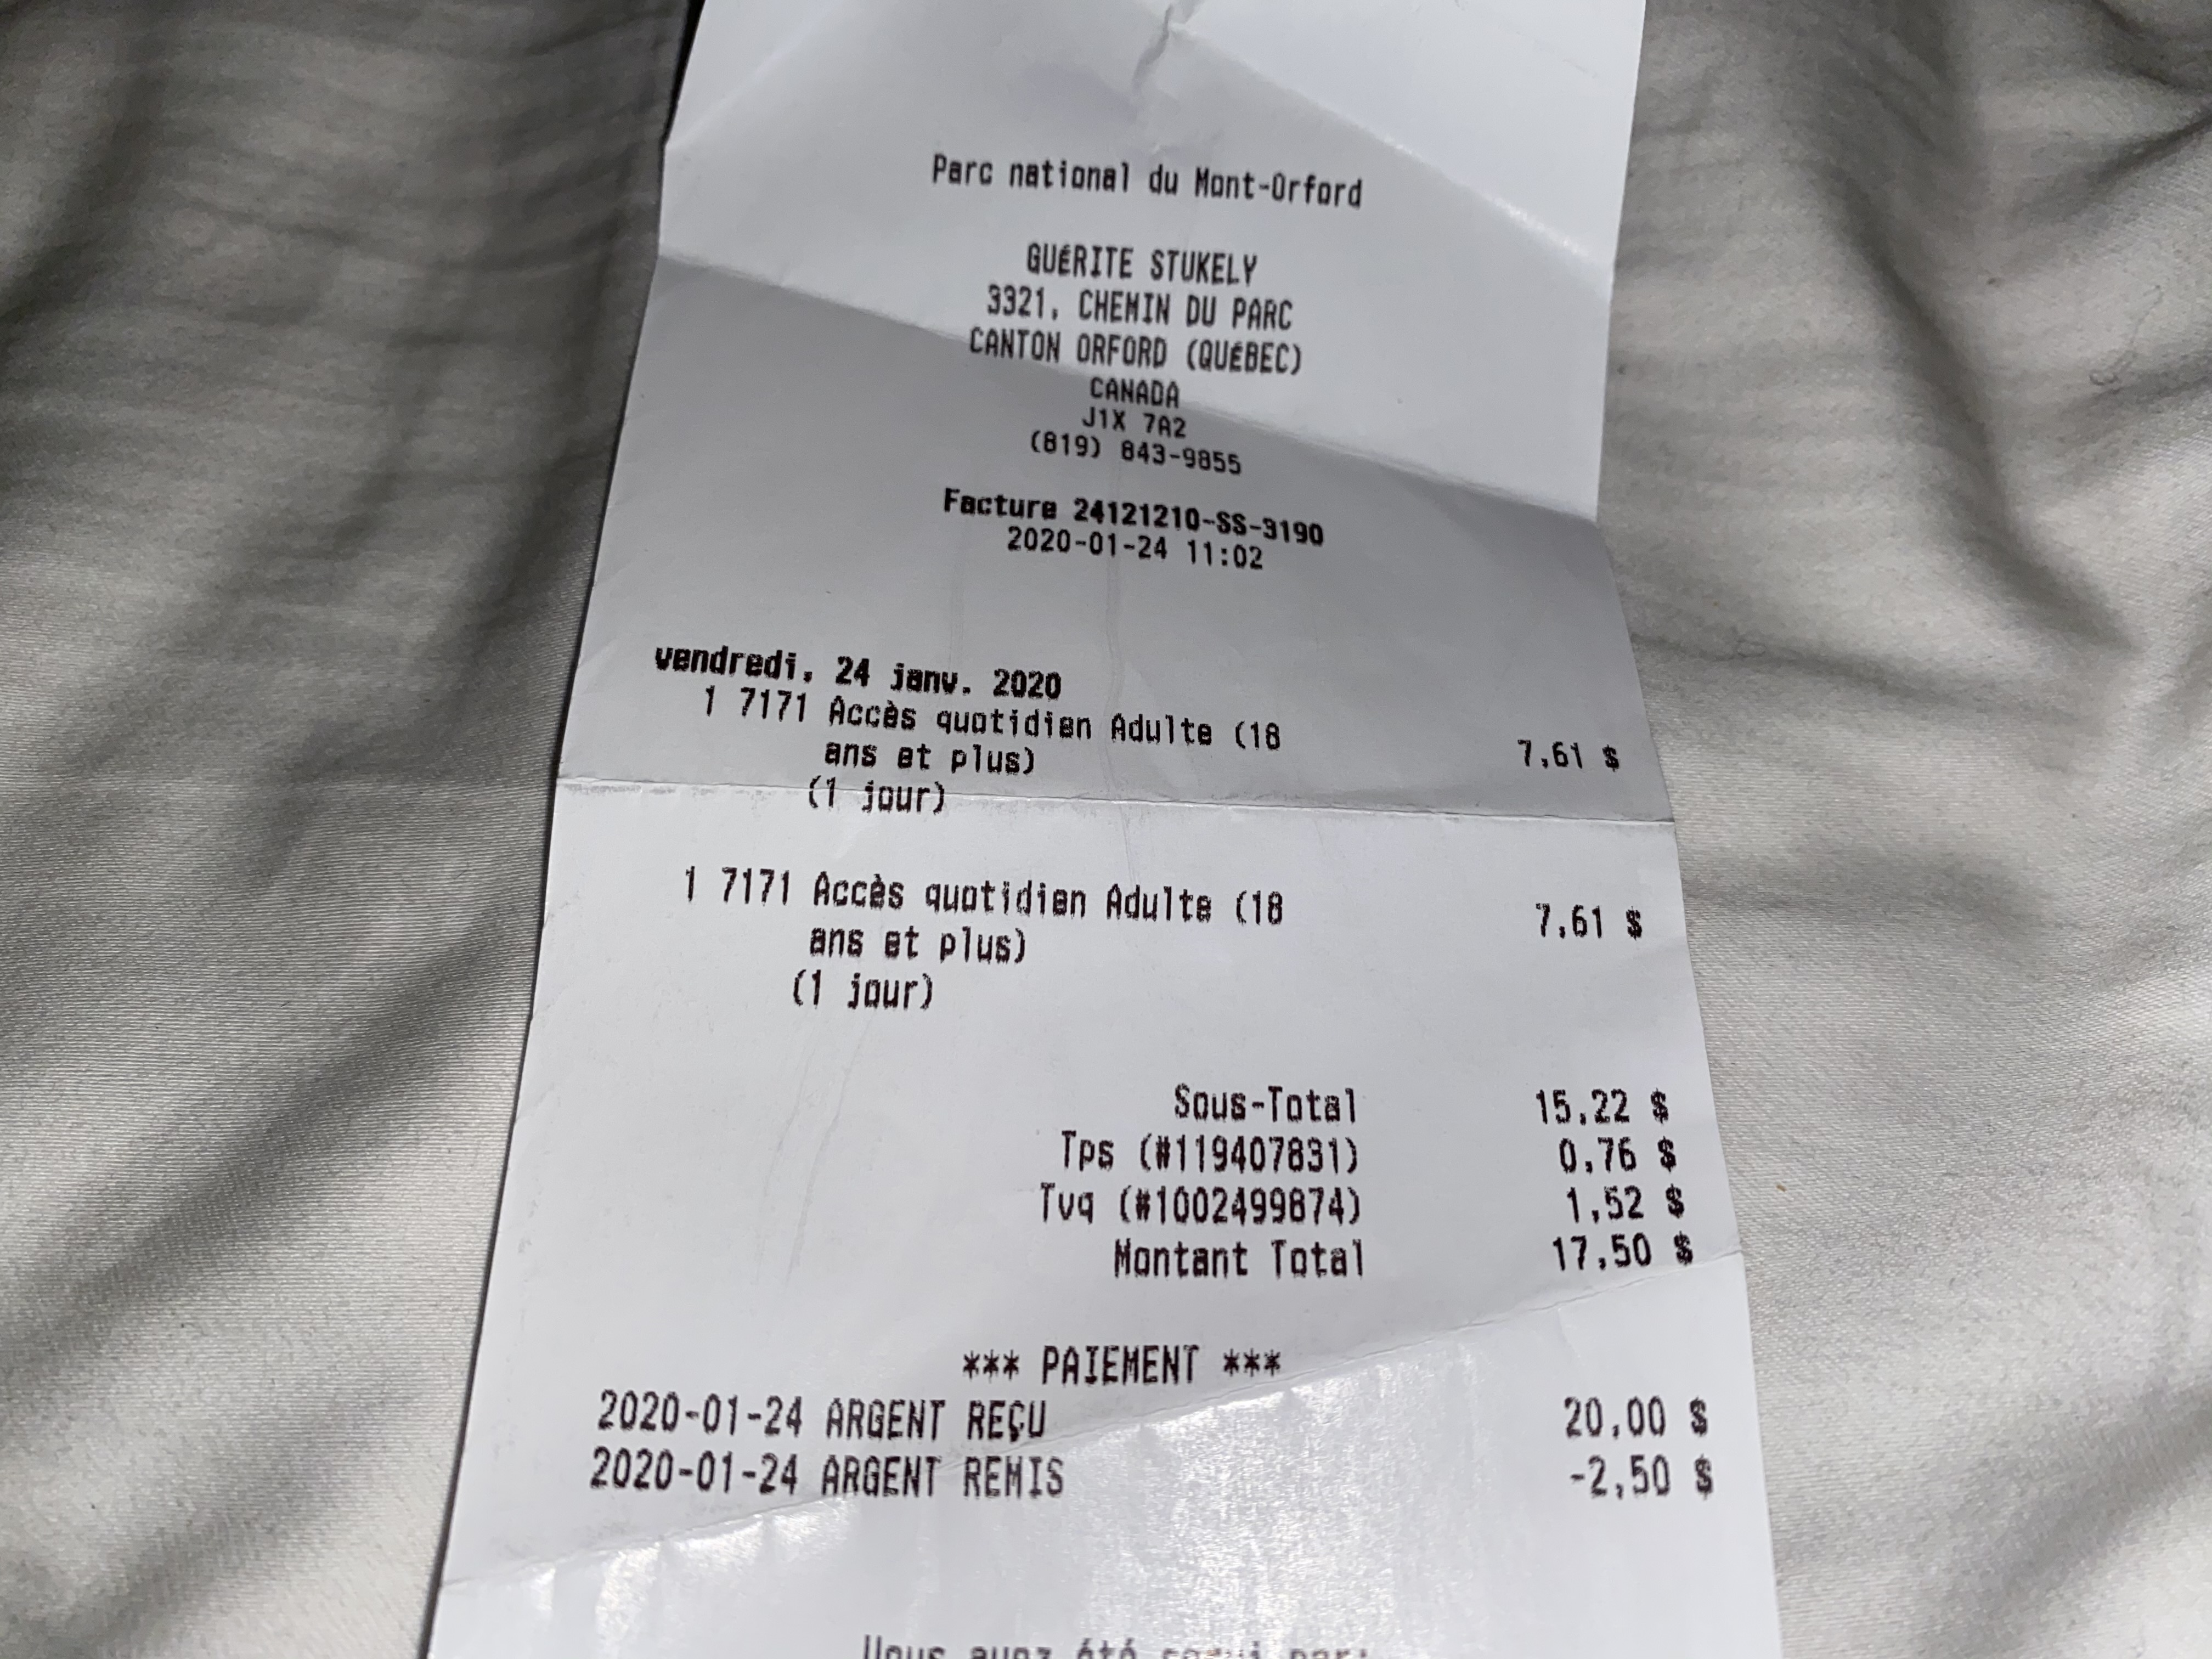 Parc national du Mont-Orford
GUÉRITE STUKELY
3321, CHEMIN DU PARC
CANTON ORFORD (QUÉBEC)
CANADA
J1X 7A2
(819) 843-9855
Facture 24121210-SS-9190
2020-01-24 11:02
vendredi, 24 janv. 2020
1 7171 Accès quotidien Adulte (18 7,61 $
ans et plus)
(1 jour)
1 7171 Accès quotidien Adulte (18 7,61 $
ans et plus)
(1 jour)
Sous-Total 15,22 $
Tps (#119407831) 0,76 $
Tvq (#1002499874) 1,52 $
Montant Total 17,50 $
*** PAIEMENT ***
2020-01-24 ARGENT REÇU 20,00 $
2020-01-24 ARGENT REMIS -2,50 $
Vous avez été